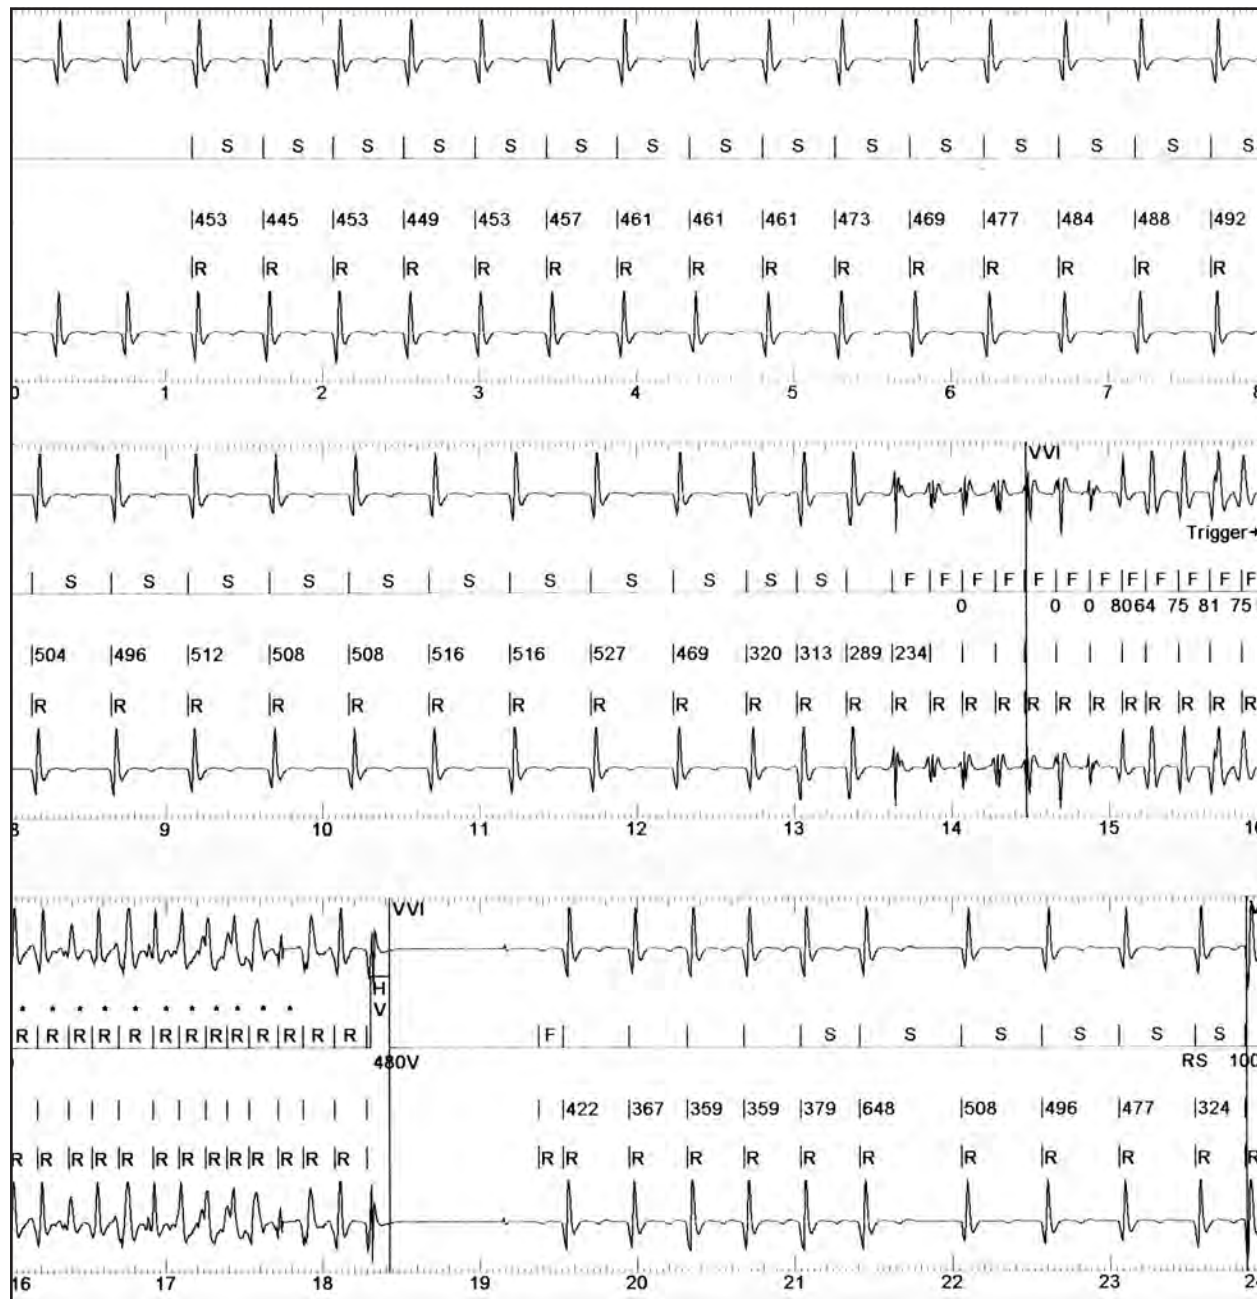 S S S S S S S S S S S S S S S
453 445 453 449 453 457 461 461 461 473 469 477 484 488 492
R R R R R R R R R R R R R R R
0 1 2 3 4 5 6 7 8
VVI
Trigger→
S S S S S S S S S S F F F F F F F F F F F F
0 0 0 80 64 75 81 75
504 496 512 508 508 516 516 527 469 320 313 289 234
R R R R R R R R R R R R R R R R R R R R R R R R
8 9 10 11 12 13 14 15 16
VVI
* * * * * * * * * * *
H
V
R R R R R R R R R R R R R F S S S S S S
480V RS 100
422 367 359 359 379 648 508 496 477 324
R R R R R R R R R R R R R R R R R R R R R R R R R
16 17 18 19 20 21 22 23 24